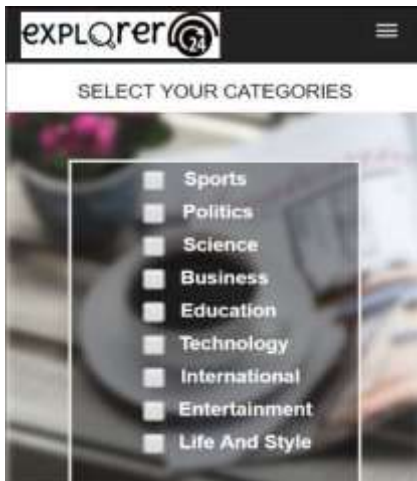 explorer
24
SELECT YOUR CATEGORIES
Sports
Politics
Science
Business
Education
Technology
International
Entertainment
Life And Style